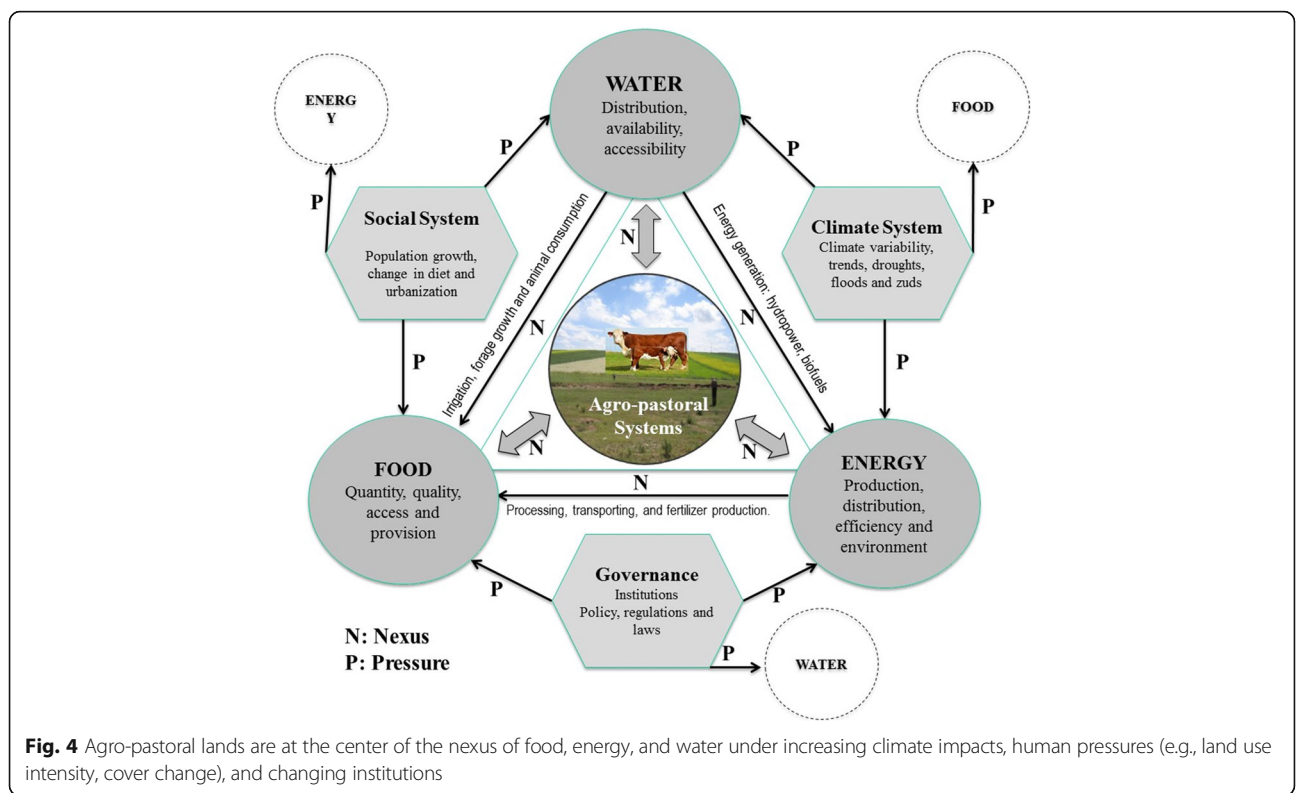 WATER
Distribution,
availability,
accessibility
ENERG
Y
FOOD
P
P
P
P
Social System
Population growth,
change in diet and
urbanization
Climate System
Climate variability,
trends, droughts,
floods and zuds
N
Irrigation, forage growth and animal consumption
N
Energy generation: hydropower, biofuels
N
P
P
Agro-pastoral
Systems
N
N
FOOD
Quantity, quality,
access and
provision
ENERGY
Production,
distribution,
efficiency and
environment
N
Processing, transporting, and fertilizer production.
Governance
Institutions
Policy, regulations and
laws
P
P
P
WATER
N: Nexus
P: Pressure
Fig. 4 Agro-pastoral lands are at the center of the nexus of food, energy, and water under increasing climate impacts, human pressures (e.g., land use
intensity, cover change), and changing institutions